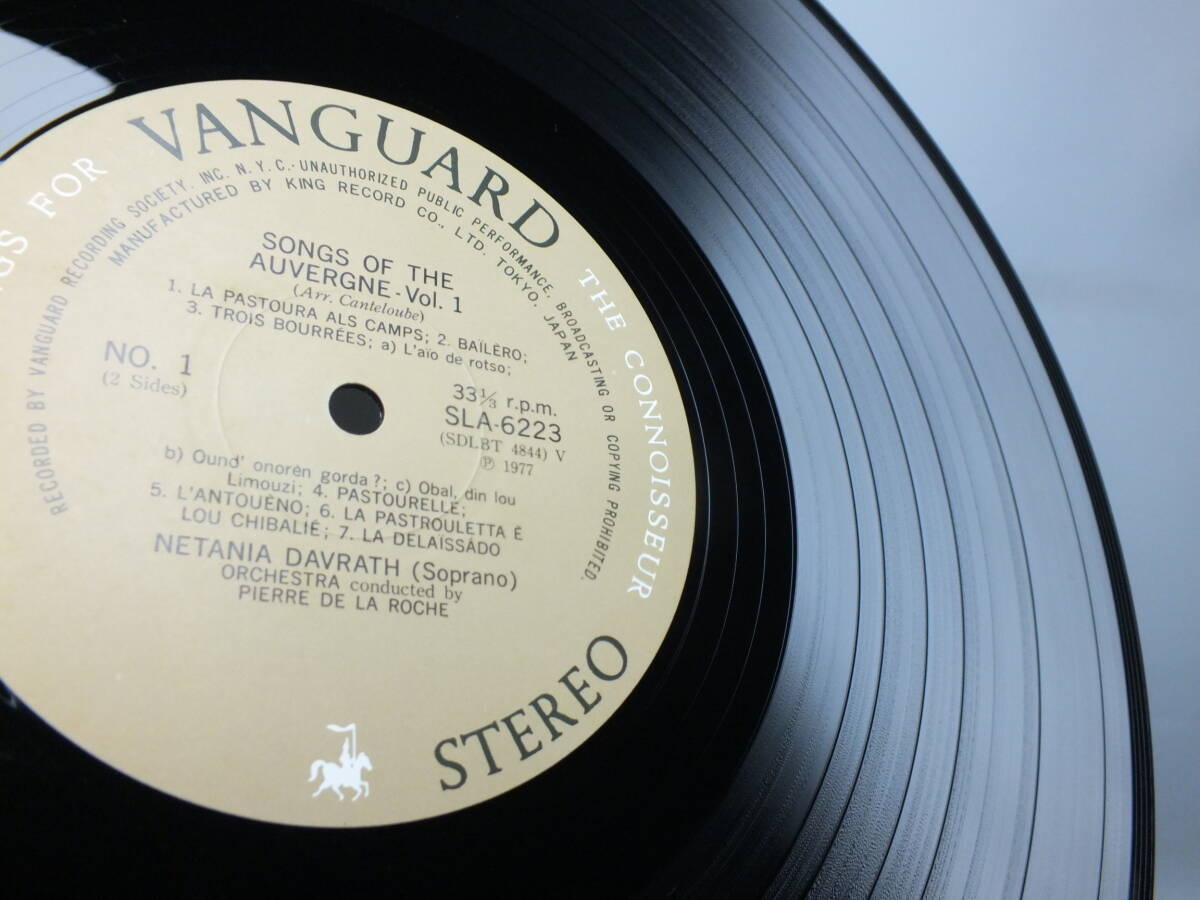 GS FOR THE CONNOISSEUR
VANGUARD
RECORDED BY VANGUARD RECORDING SOCIETY, INC. N.Y.C.·UNAUTHORIZED PUBLIC PERFORMANCE, BROADCASTING OR COPYING PROHIBITED.
MANUFACTURED BY KING RECORD CO., LTD. TOKYO, JAPAN
SONGS OF THE
AUVERGNE-Vol. 1
(Arr. Canteloube)
1. LA PASTOURA ALS CAMPS; 2. BAÏLÈRO;
3. TROIS BOURRÉES; a) L'aïo de rotso;
NO. 1
(2 Sides)
33⅓ r.p.m.
SLA-6223
(SDLBT 4844) V
Ⓟ 1977
b) Ound' onorèn gorda?; c) Obal, din lou
Limouzi; 4. PASTOURELLE;
5. L'ANTOUÈNO; 6. LA PASTROULETTA È
LOU CHIBALIÉ; 7. LA DELAÏSSÁDO
NETANIA DAVRATH (Soprano)
ORCHESTRA conducted by
PIERRE DE LA ROCHE
STEREO